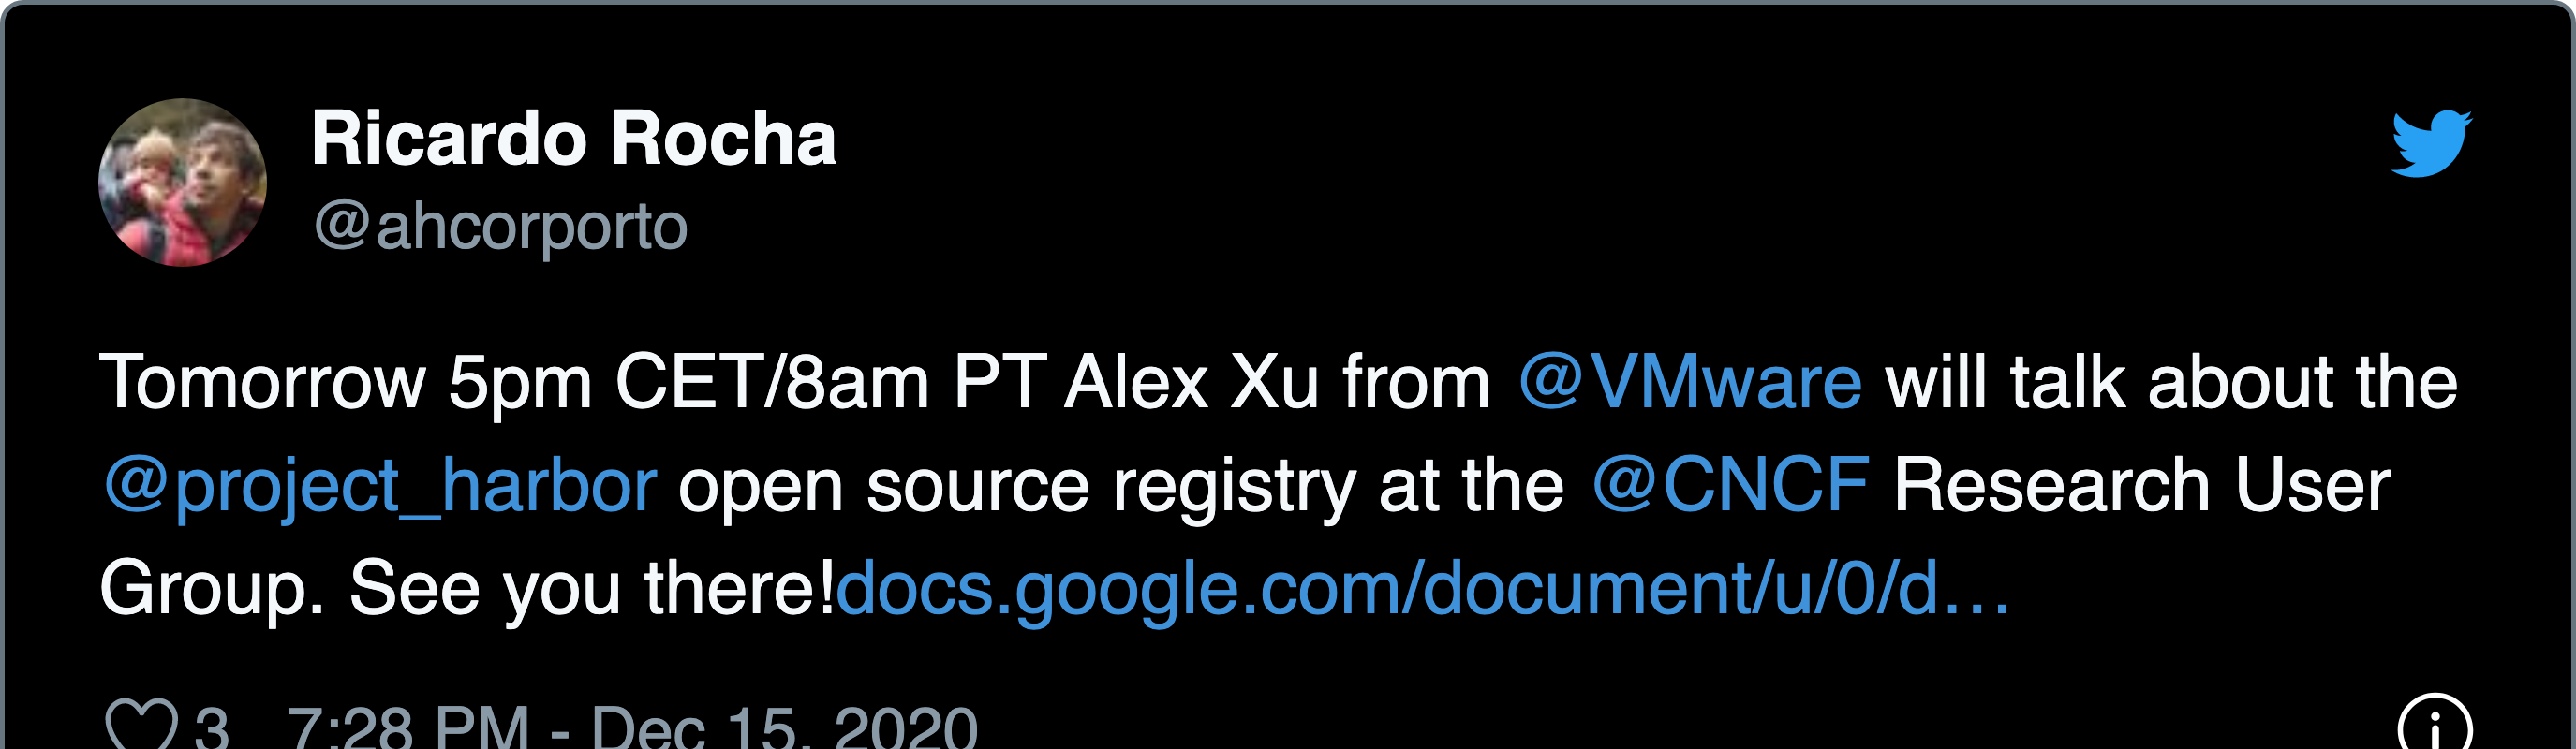 Ricardo Rocha
@ahcorporto
Tomorrow 5pm CET/8am PT Alex Xu from @VMware will talk about the
@project_harbor open source registry at the @CNCF Research User
Group. See you there!docs.google.com/document/u/0/d…
3 7:28 PM - Dec 15, 2020